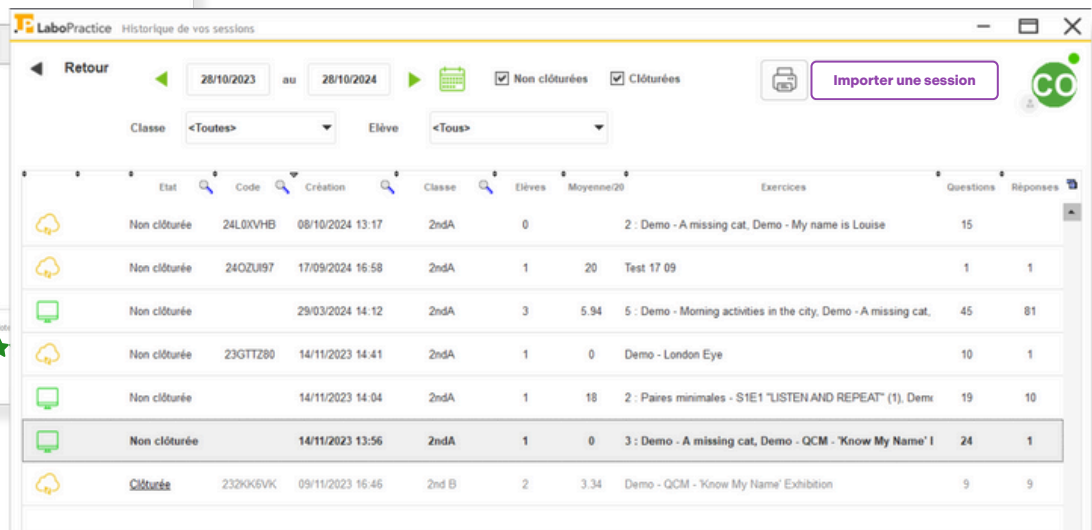 LaboPractice Historique de vos sessions
Retour
28/10/2023 au 28/10/2024 Non clôturées Clôturées Importer une session CO
Classe <Toutes> Elève <Tous>
Etat Code Création Classe Elèves Moyenne/20 Exercices Questions Réponses
Non clôturée 24L0XVHB 08/10/2024 13:17 2ndA 0 2 : Demo - A missing cat, Demo - My name is Louise 15
Non clôturée 24OZUI97 17/09/2024 16:58 2ndA 1 20 Test 17 09 1 1
Non clôturée 29/03/2024 14:12 2ndA 3 5.94 5 : Demo - Morning activities in the city, Demo - A missing cat, 45 81
Non clôturée 23GTTZ80 14/11/2023 14:41 2ndA 1 0 Demo - London Eye 10 1
Non clôturée 14/11/2023 14:04 2ndA 1 18 2 : Paires minimales - S1E1 "LISTEN AND REPEAT" (1), Dem 19 10
Non clôturée 14/11/2023 13:56 2ndA 1 0 3 : Demo - A missing cat, Demo - QCM - 'Know My Name' 24 1
Clôturée 232KK6VK 09/11/2023 16:46 2nd B 2 3.34 Demo - QCM - 'Know My Name' Exhibition 9 9